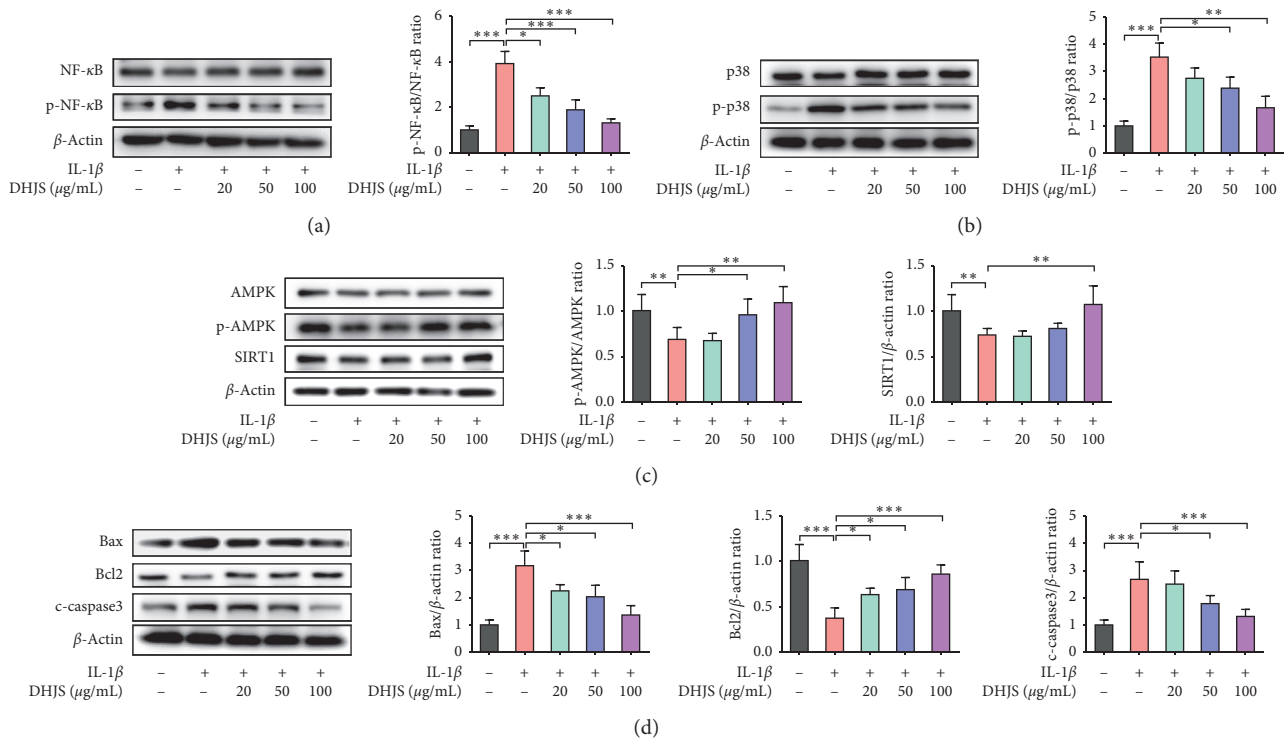 NF-κB
p-NF-κB
β-Actin
IL-1β – + + + +
DHJS (μg/mL) – – 20 50 100
p-NF-κB/NF-κB ratio
6
4
2
0
*** * *** ***
IL-1β – + + + +
DHJS (μg/mL) – – 20 50 100
(a)
p38
p-p38
β-Actin
IL-1β – + + + +
DHJS (μg/mL) – – 20 50 100
p-p38/p38 ratio
5
4
3
2
1
0
*** * **
IL-1β – + + + +
DHJS (μg/mL) – – 20 50 100
(b)
AMPK
p-AMPK
SIRT1
β-Actin
IL-1β – + + + +
DHJS (μg/mL) – – 20 50 100
p-AMPK/AMPK ratio
1.5
1.0
0.5
0.0
** * **
IL-1β – + + + +
DHJS (μg/mL) – – 20 50 100
SIRT1/β-actin ratio
1.5
1.0
0.5
0.0
** **
IL-1β – + + + +
DHJS (μg/mL) – – 20 50 100
(c)
Bax
Bcl2
c-caspase3
β-Actin
IL-1β – + + + +
DHJS (μg/mL) – – 20 50 100
Bax/β-actin ratio
5
4
3
2
1
0
*** * * ***
IL-1β – + + + +
DHJS (μg/mL) – – 20 50 100
Bcl2/β-actin ratio
1.5
1.0
0.5
0.0
*** * * ***
IL-1β – + + + +
DHJS (μg/mL) – – 20 50 100
c-caspase3/β-actin ratio
5
4
3
2
1
0
*** * ***
IL-1β – + + + +
DHJS (μg/mL) – – 20 50 100
(d)